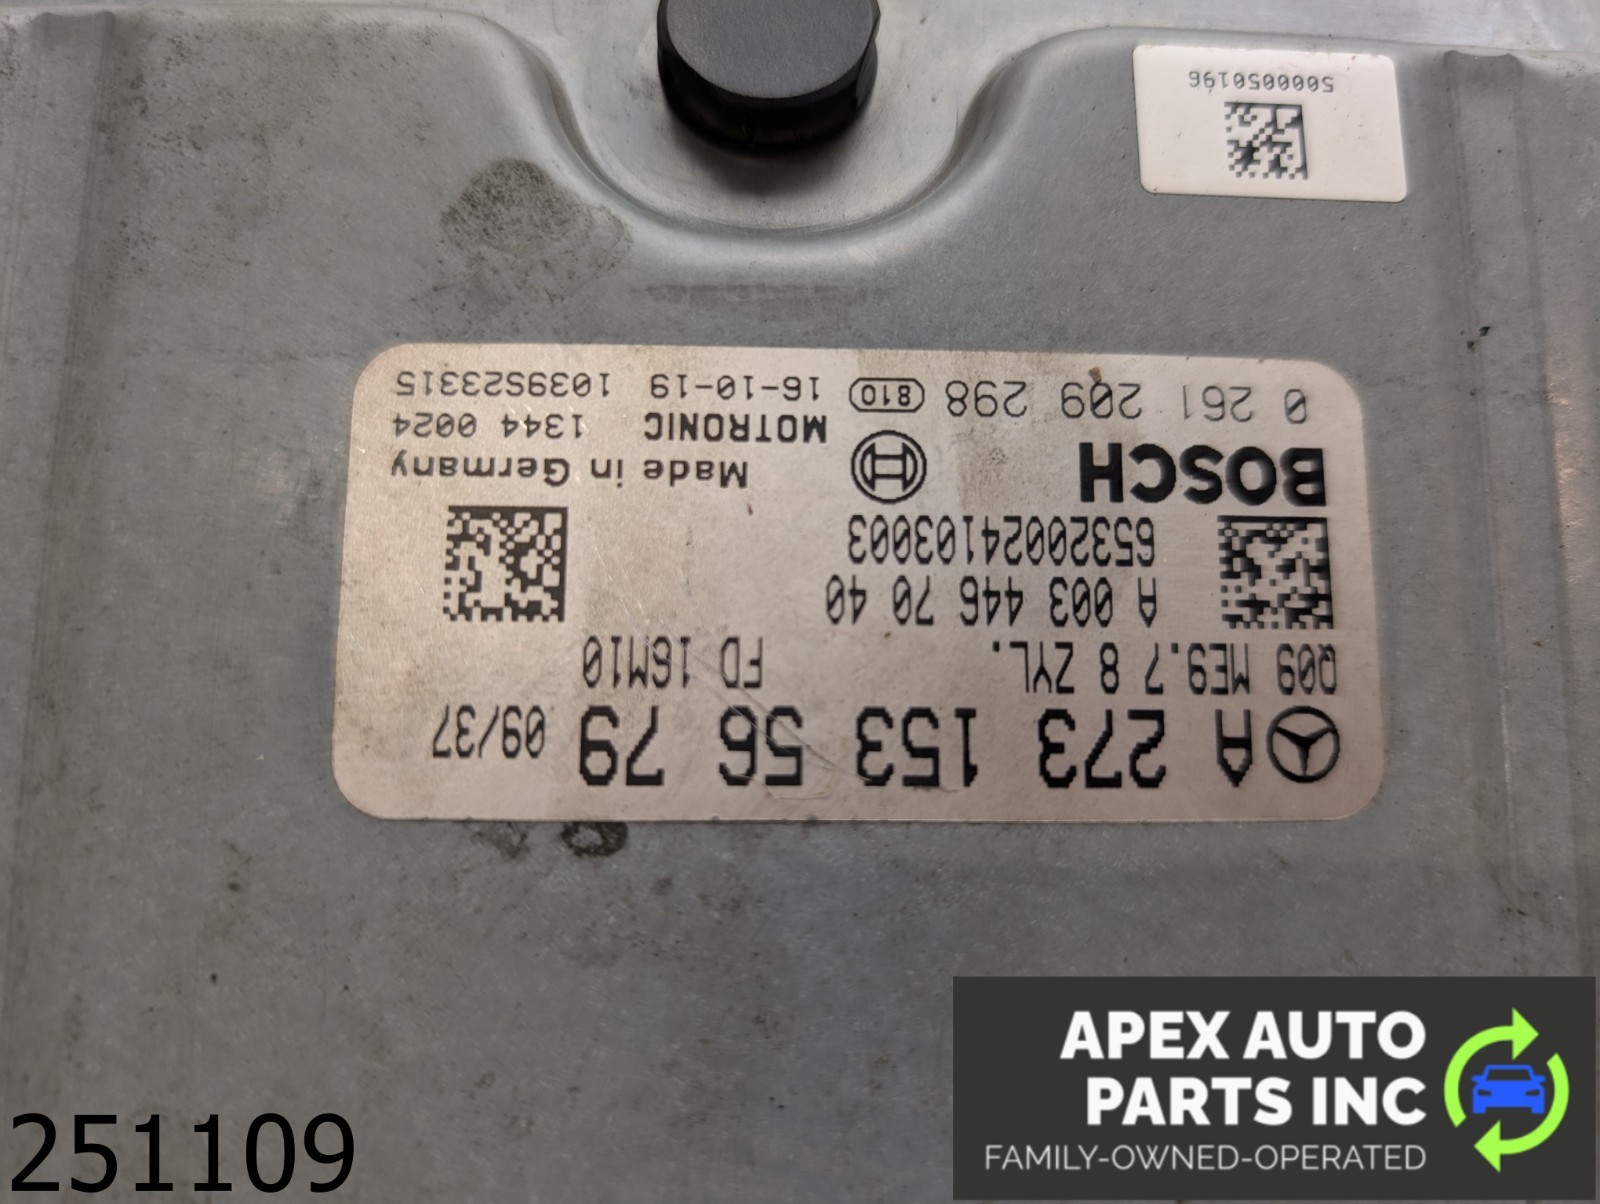 5000050196
A 273 153 56 79 09/37
Q09 ME9.7 8 ZYL. FD 16M10
A 003 446 70 40
65320024103003
BOSCH Made in Germany
MOTRONIC 1344 0024
0 261 209 298 16-10-19 1039S23315
251109
APEX AUTO
PARTS INC
FAMILY-OWNED-OPERATED